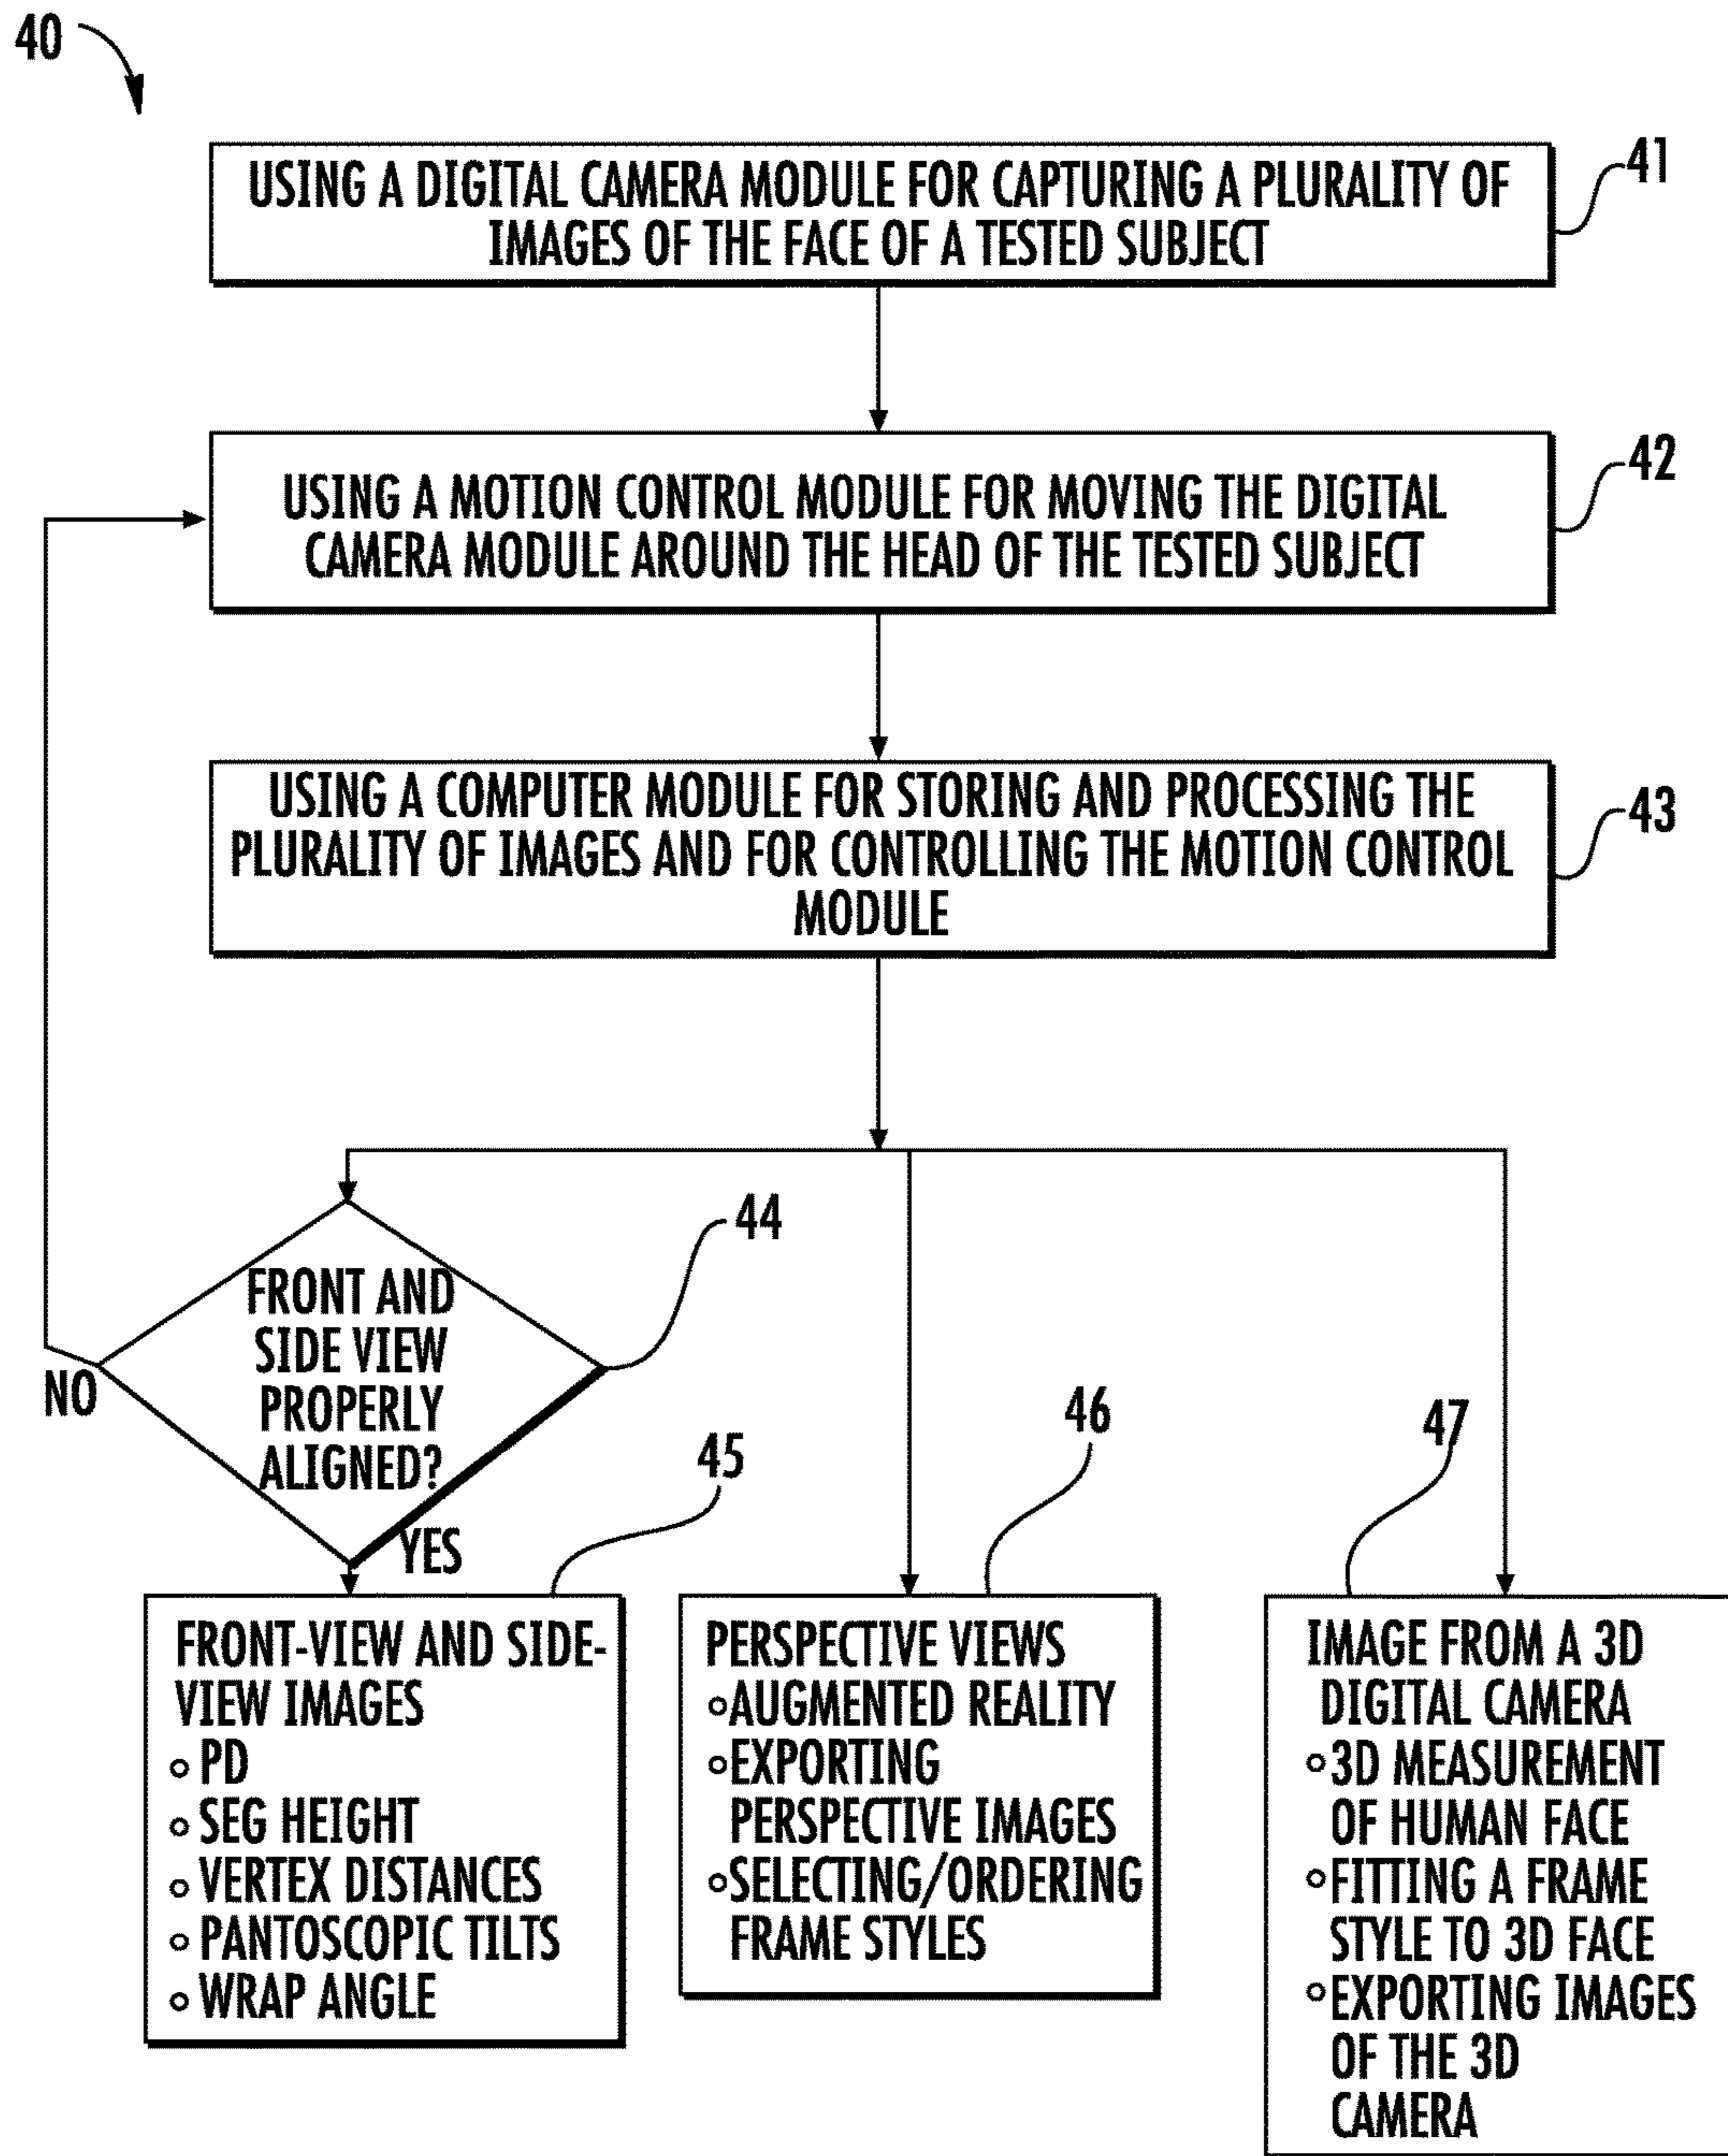 40
USING A DIGITAL CAMERA MODULE FOR CAPTURING A PLURALITY OF
IMAGES OF THE FACE OF A TESTED SUBJECT
41
USING A MOTION CONTROL MODULE FOR MOVING THE DIGITAL
CAMERA MODULE AROUND THE HEAD OF THE TESTED SUBJECT
42
USING A COMPUTER MODULE FOR STORING AND PROCESSING THE
PLURALITY OF IMAGES AND FOR CONTROLLING THE MOTION CONTROL
MODULE
43
FRONT AND
SIDE VIEW
PROPERLY
ALIGNED?
44
NO
YES
45
FRONT-VIEW AND SIDE-
VIEW IMAGES
○ PD
○ SEG HEIGHT
○ VERTEX DISTANCES
○ PANTOSCOPIC TILTS
○ WRAP ANGLE
46
PERSPECTIVE VIEWS
○ AUGMENTED REALITY
○ EXPORTING
PERSPECTIVE IMAGES
○ SELECTING/ORDERING
FRAME STYLES
47
IMAGE FROM A 3D
DIGITAL CAMERA
○ 3D MEASUREMENT
OF HUMAN FACE
○ FITTING A FRAME
STYLE TO 3D FACE
○ EXPORTING IMAGES
OF THE 3D
CAMERA